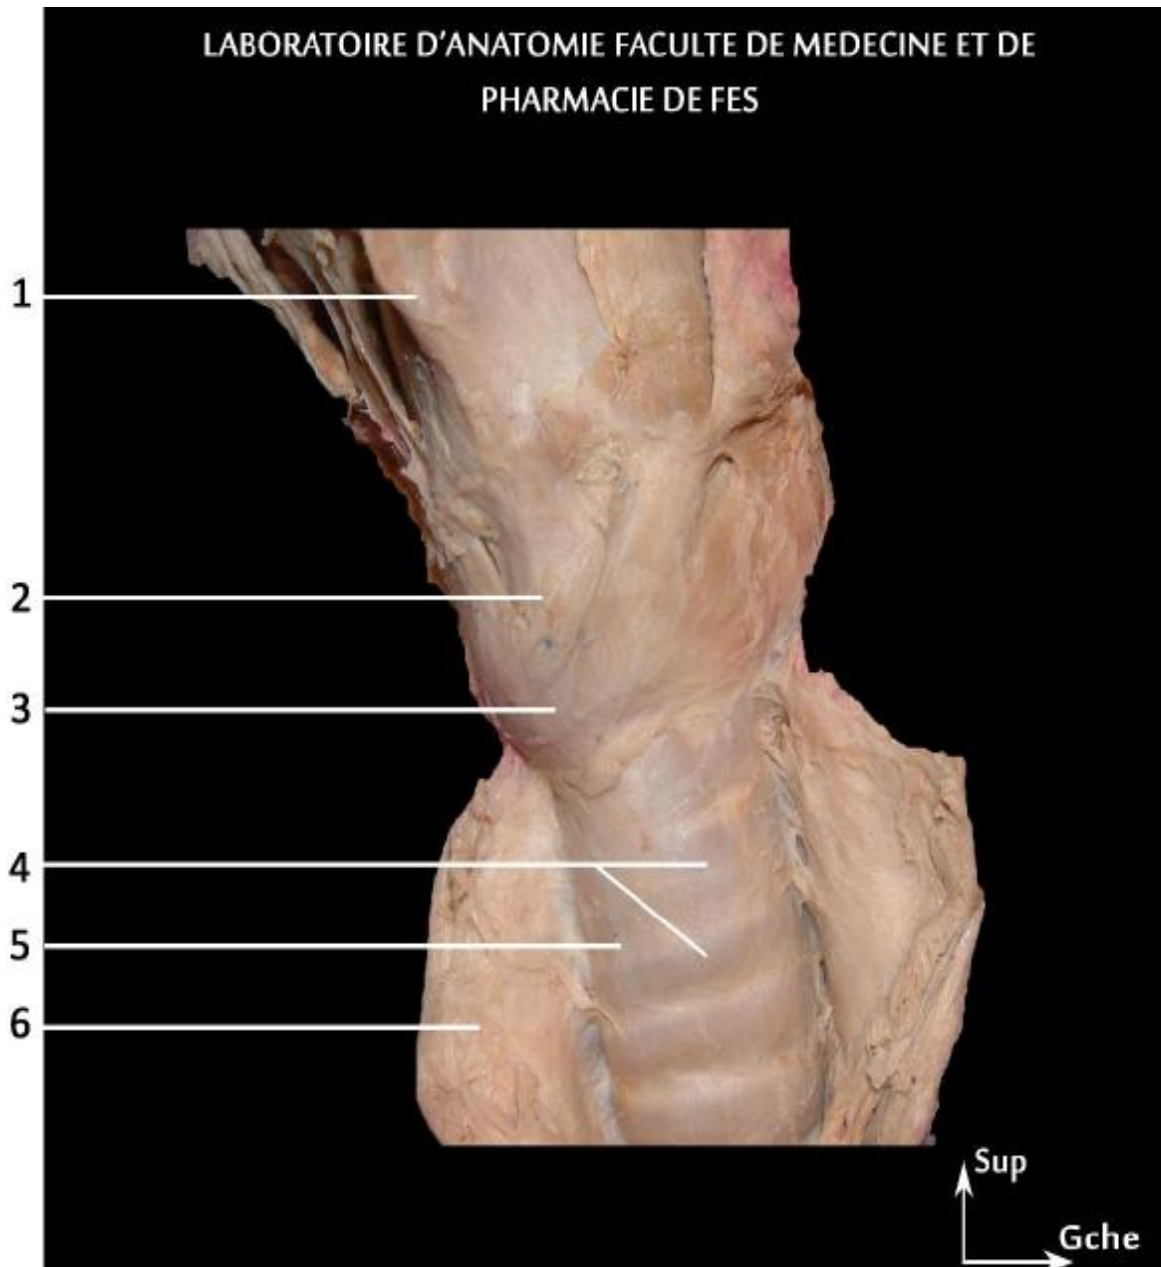 LABORATOIRE D'ANATOMIE FACULTE DE MEDECINE ET DE
PHARMACIE DE FES
1
2
3
4
5
6
Sup
Gche